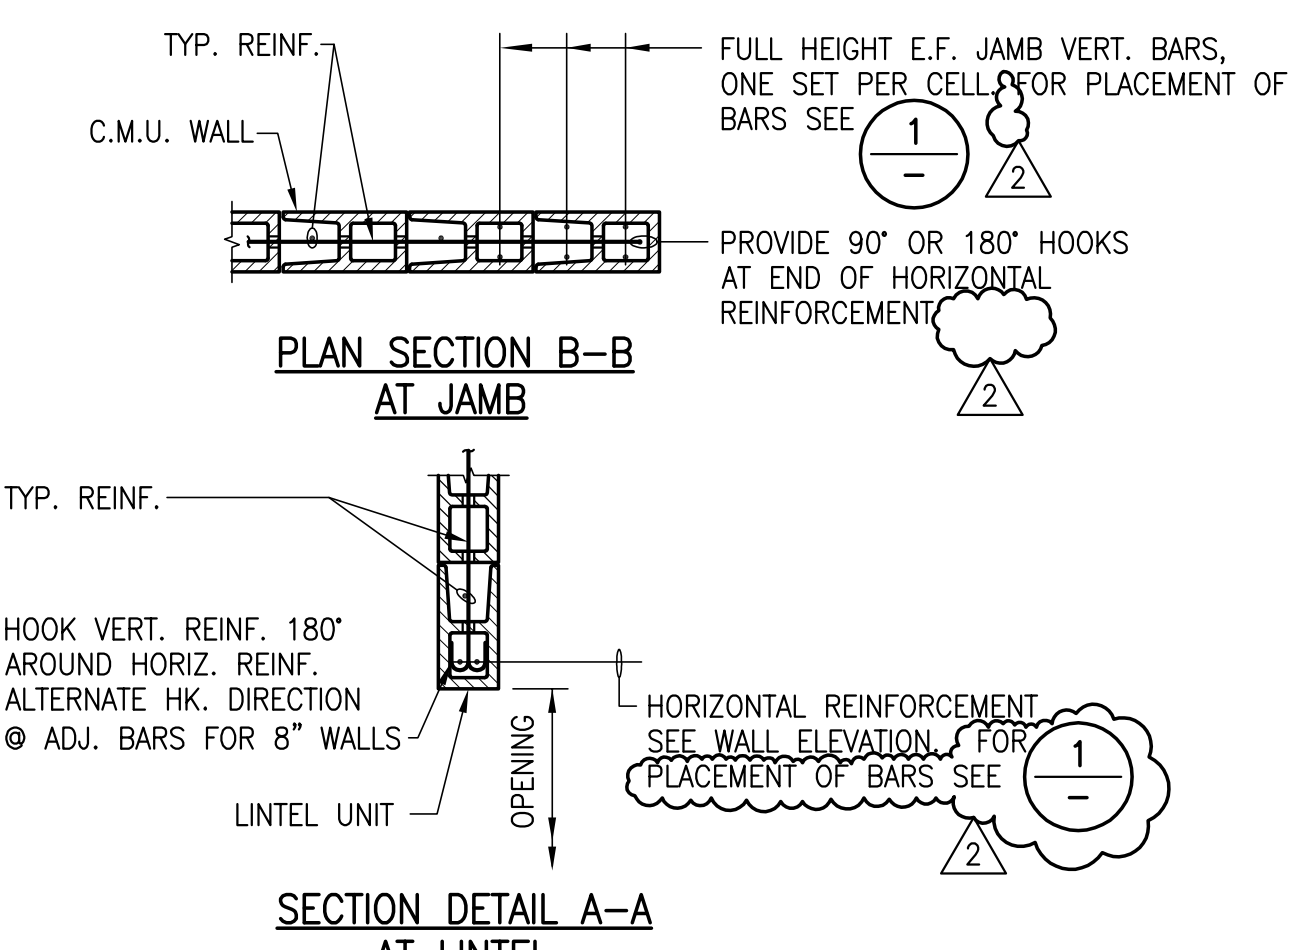 TYP. REINF.
C.M.U. WALL
FULL HEIGHT E.F. JAMB VERT. BARS,
ONE SET PER CELL. FOR PLACEMENT OF
BARS SEE
1
-
2
PROVIDE 90° OR 180° HOOKS
AT END OF HORIZONTAL
REINFORCEMENT
2
PLAN SECTION B-B
AT JAMB
TYP. REINF.
HOOK VERT. REINF. 180°
AROUND HORIZ. REINF.
ALTERNATE HK. DIRECTION
@ ADJ. BARS FOR 8" WALLS
LINTEL UNIT
OPENING
HORIZONTAL REINFORCEMENT
SEE WALL ELEVATION. FOR
PLACEMENT OF BARS SEE
1
-
2
SECTION DETAIL A-A
AT LINTEL